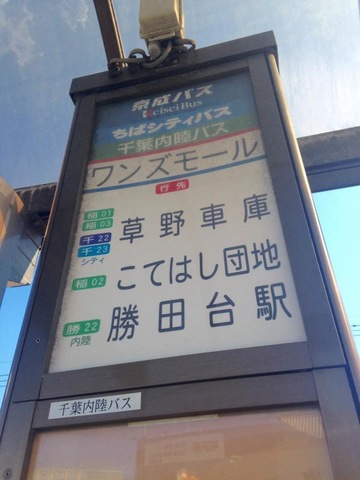 京成バス
Keisei Bus
ちばシティバス
千葉内陸バス
ワンズモール
行先
稲01
稲03
千22
千23
シティ
草野車庫
稲02
こてはし団地
勝22
内陸
勝田台駅
千葉内陸バス